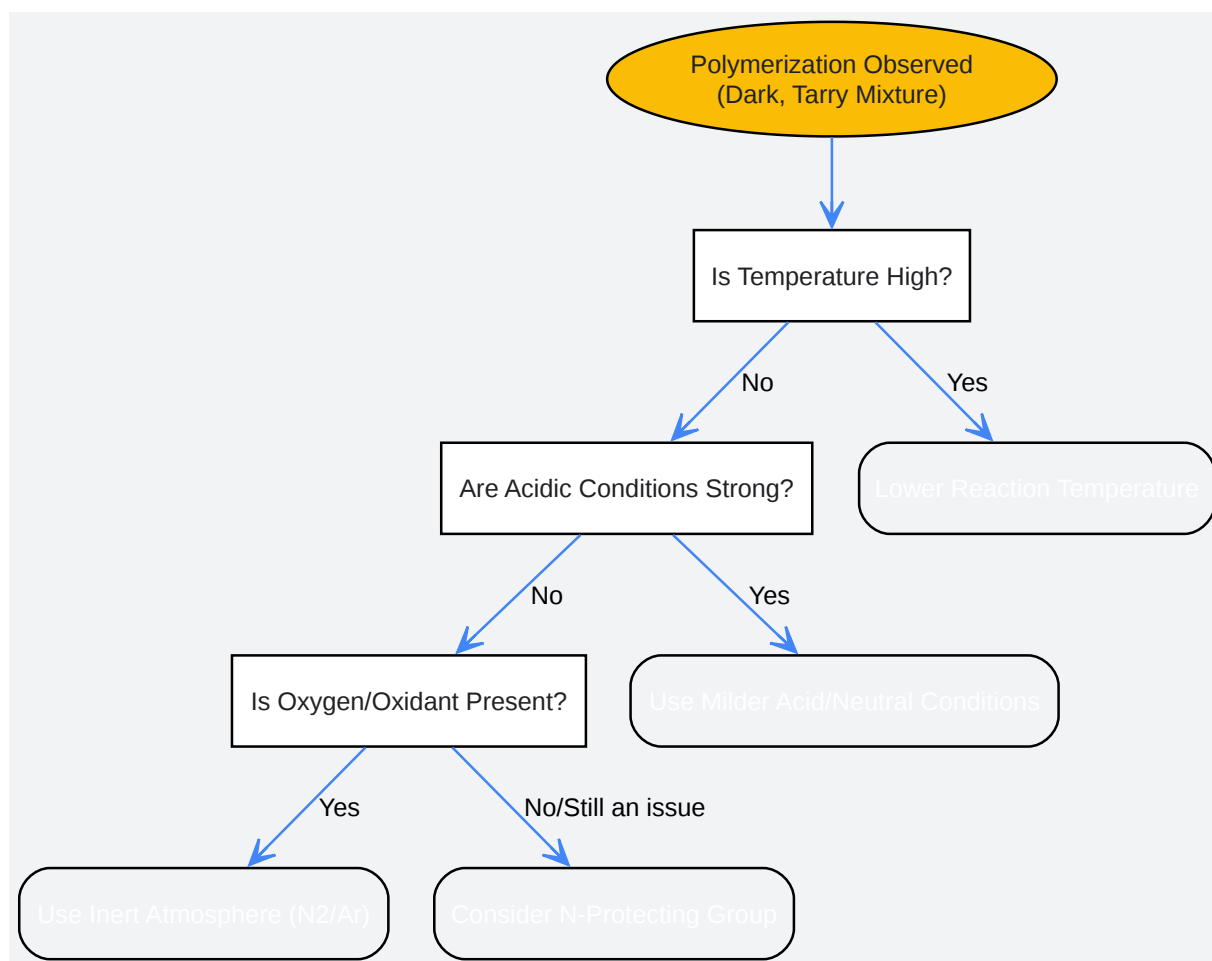 Polymerization Observed
(Dark, Tarry Mixture)
Is Temperature High?
No
Yes
Are Acidic Conditions Strong?
Lower Reaction Temperature
No
Yes
Is Oxygen/Oxidant Present?
Use Milder Acid/Neutral Conditions
Yes
No/Still an issue
Use Inert Atmosphere (N2/Ar)
Consider N-Protecting Group